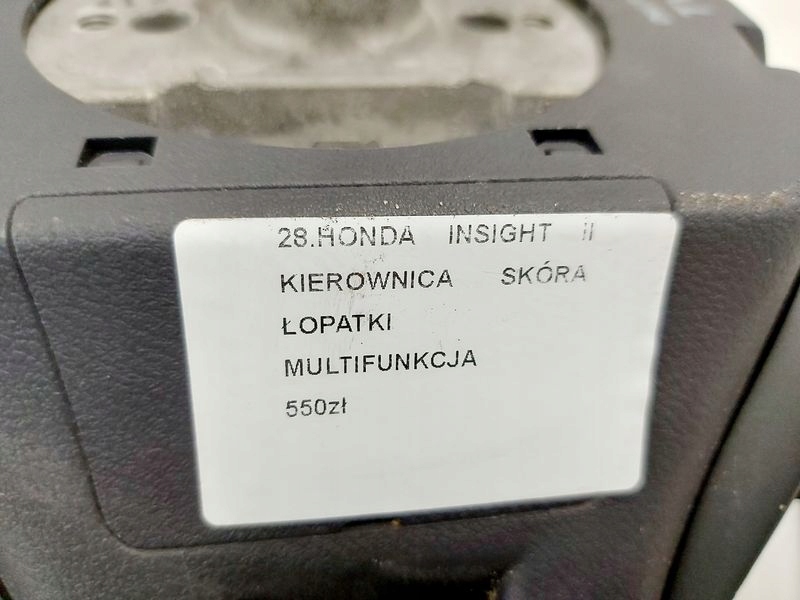 28.HONDA INSIGHT II
KIEROWNICA SKÓRA
ŁOPATKI
MULTIFUNKCJA
550zł